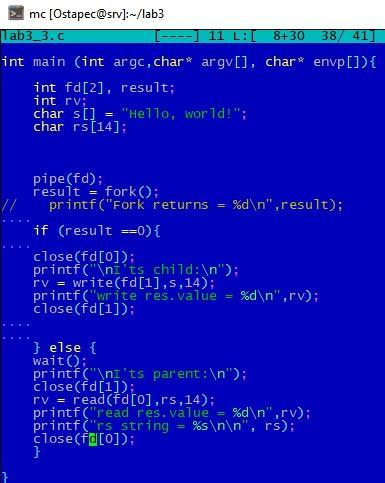 mc [Ostapec@srv]:~/lab3
lab3_3.c [----] 11 L:[ 8+30 38/ 41]
int main (int argc,char* argv[], char* envp[]){
int fd[2], result;
int rv;
char s[] = "Hello, world!";
char rs[14];
pipe(fd);
result = fork();
// printf("Fork returns = %d\n",result);
....
if (result ==0){
....
close(fd[0]);
printf("\nI'ts child:\n");
rv = write(fd[1],s,14);
printf("write res.value = %d\n",rv);
close(fd[1]);
....
....
} else {
wait();
printf("\nI'ts parent:\n");
close(fd[1]);
rv = read(fd[0],rs,14);
printf("read res.value = %d\n",rv);
printf("rs string = %s\n\n", rs);
close(fd[0]);
}
}